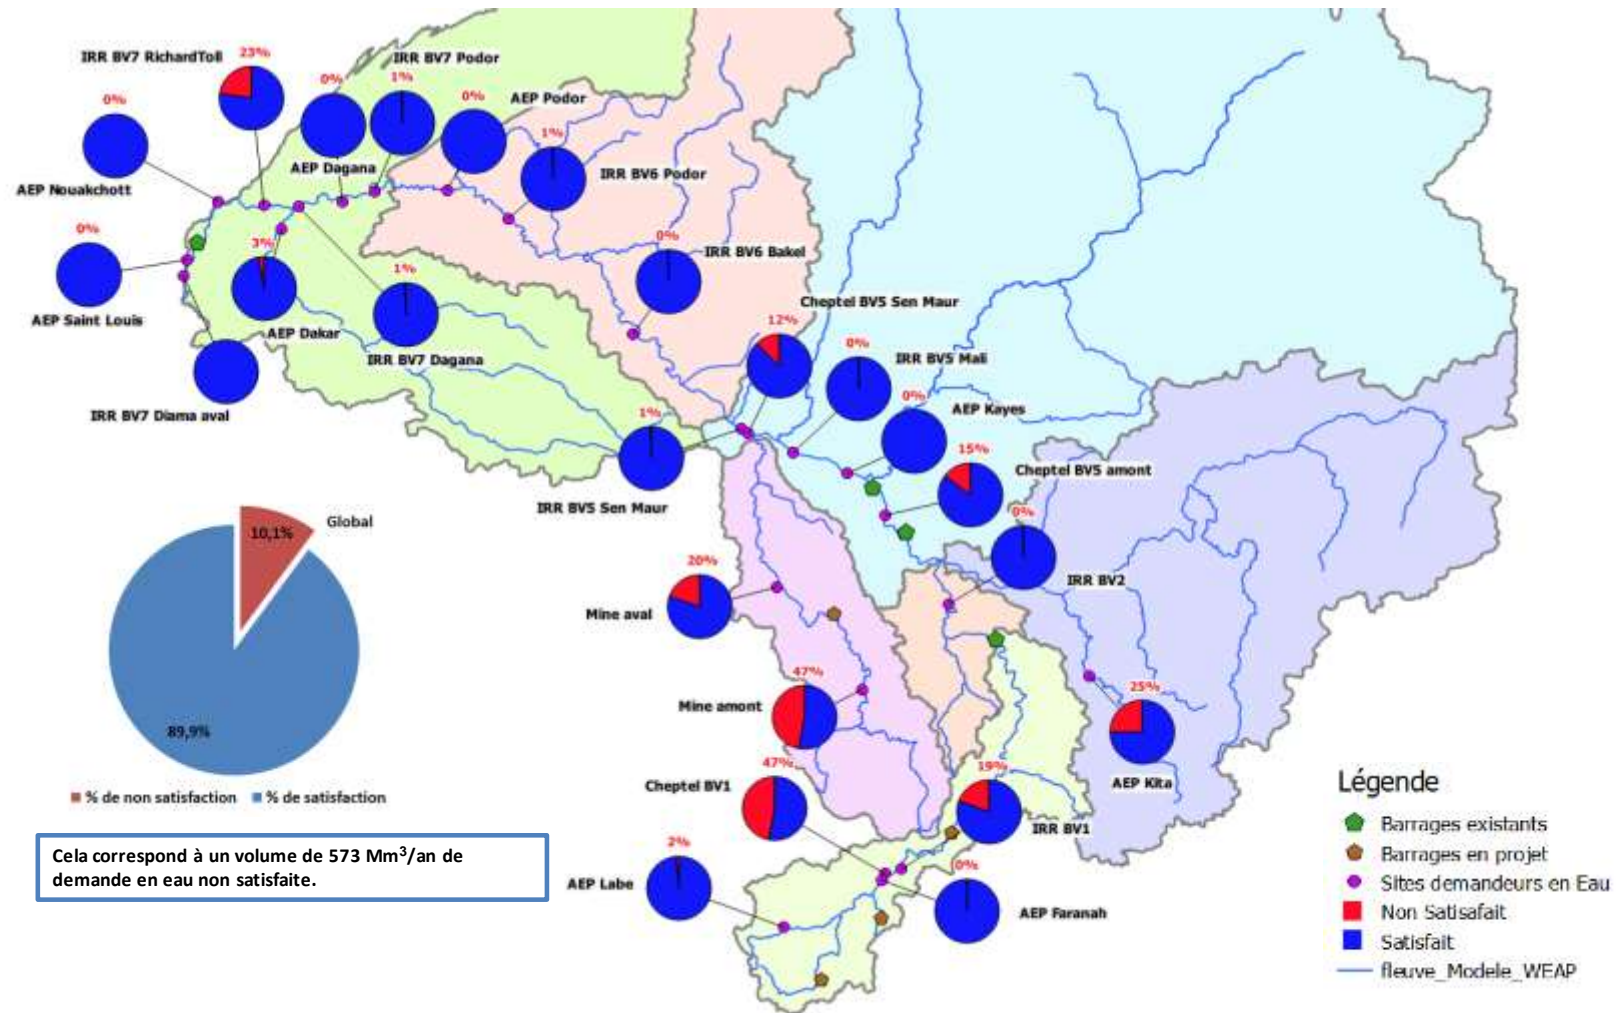 IRR BV7 RichardToll
23%
IRR BV7 Podor
0%
1%
0%
0%
AEP Podor
1%
AEP Dagana
IRR BV6 Podor
AEP Nouakchott
0%
3%
0%
IRR BV6 Bakel
1%
AEP Saint Louis
AEP Dakar
IRR BV7 Dagana
Cheptel BV5 Sen Maur
12%
0%
IRR BV5 Mali
IRR BV7 Diama aval
1%
0%
AEP Kayes
15%
Cheptel BV5 amont
IRR BV5 Sen Maur
0%
Global
10,1%
IRR BV2
20%
Mine aval
47%
25%
Mine amont
89,9%
47%
19%
AEP Kita
Cheptel BV1
% de non satisfaction
% de satisfaction
IRR BV1
Cela correspond à un volume de 573 Mm³/an de
demande en eau non satisfaite.
2%
0%
AEP Labe
AEP Faranah
Légende
Barrages existants
Barrages en projet
Sites demandeurs en Eau
Non Satisafait
Satisfait
fleuve_Modele_WEAP